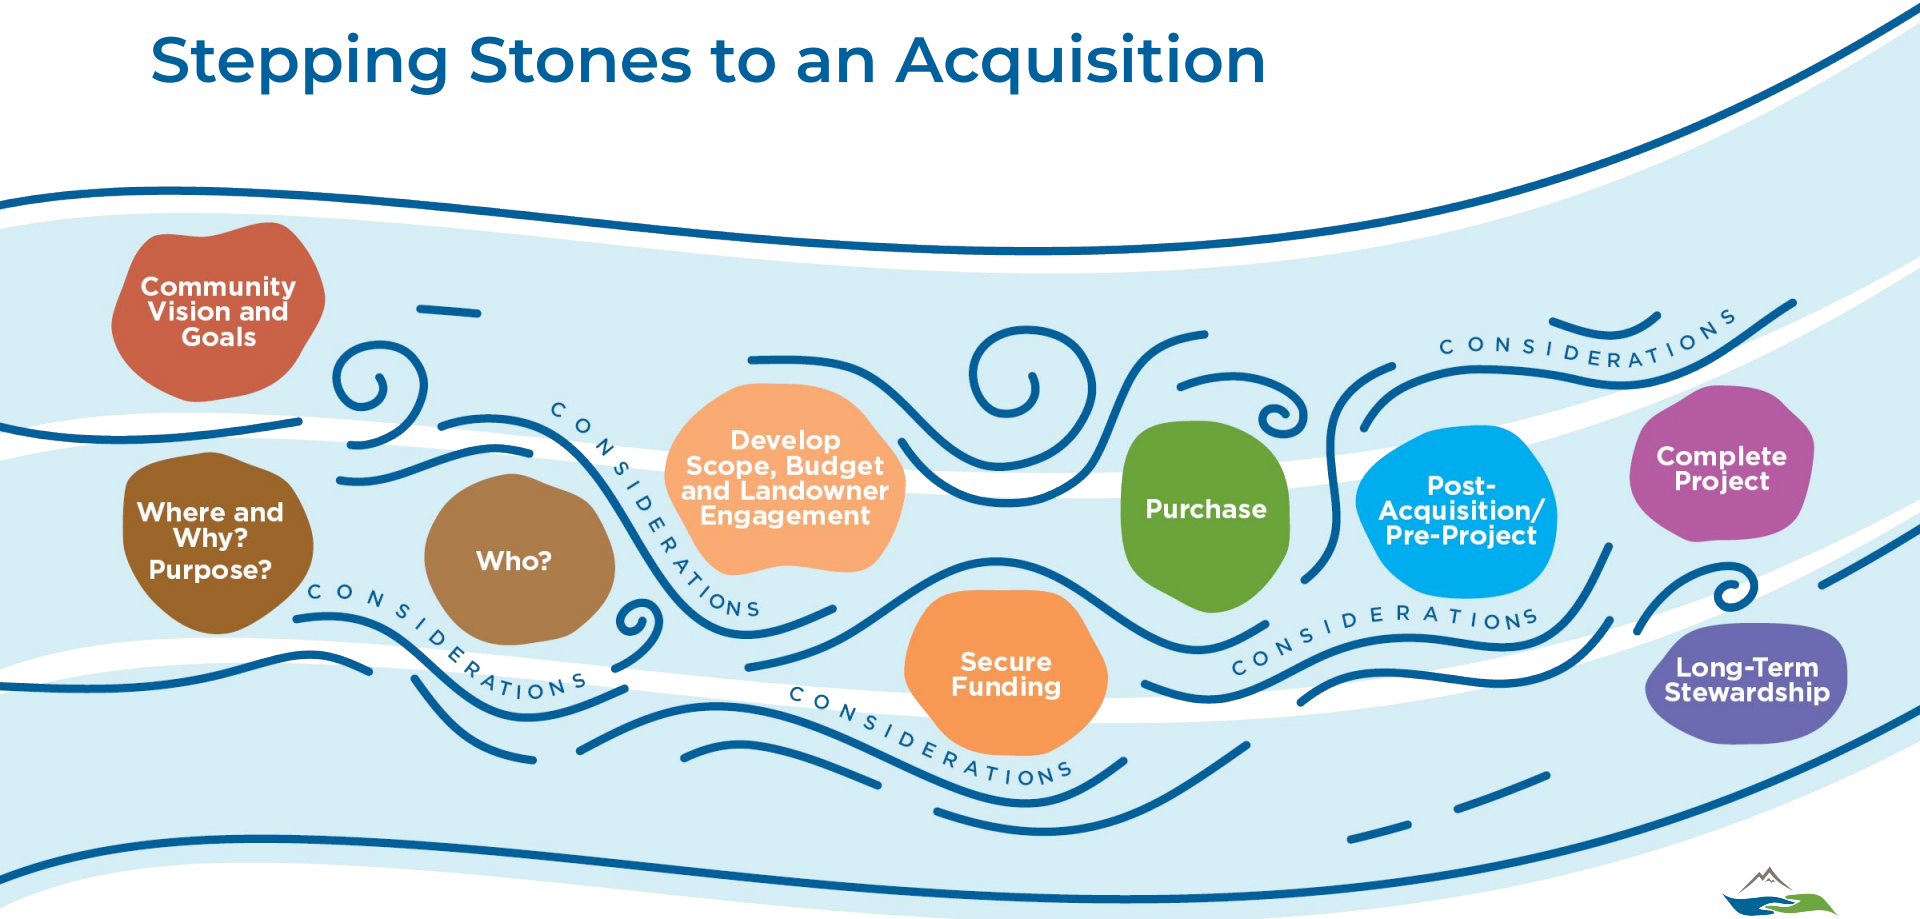 Stepping Stones to an Acquisition
Community
Vision and
Goals
Where and
Why?
Purpose?
CONSIDERATIONS
Who?
CONSIDERATIONS
Develop
Scope, Budget
and Landowner
Engagement
CONSIDERATIONS
Secure
Funding
Purchase
CONSIDERATIONS
Post-
Acquisition/
Pre-Project
CONSIDERATIONS
Complete
Project
Long-Term
Stewardship